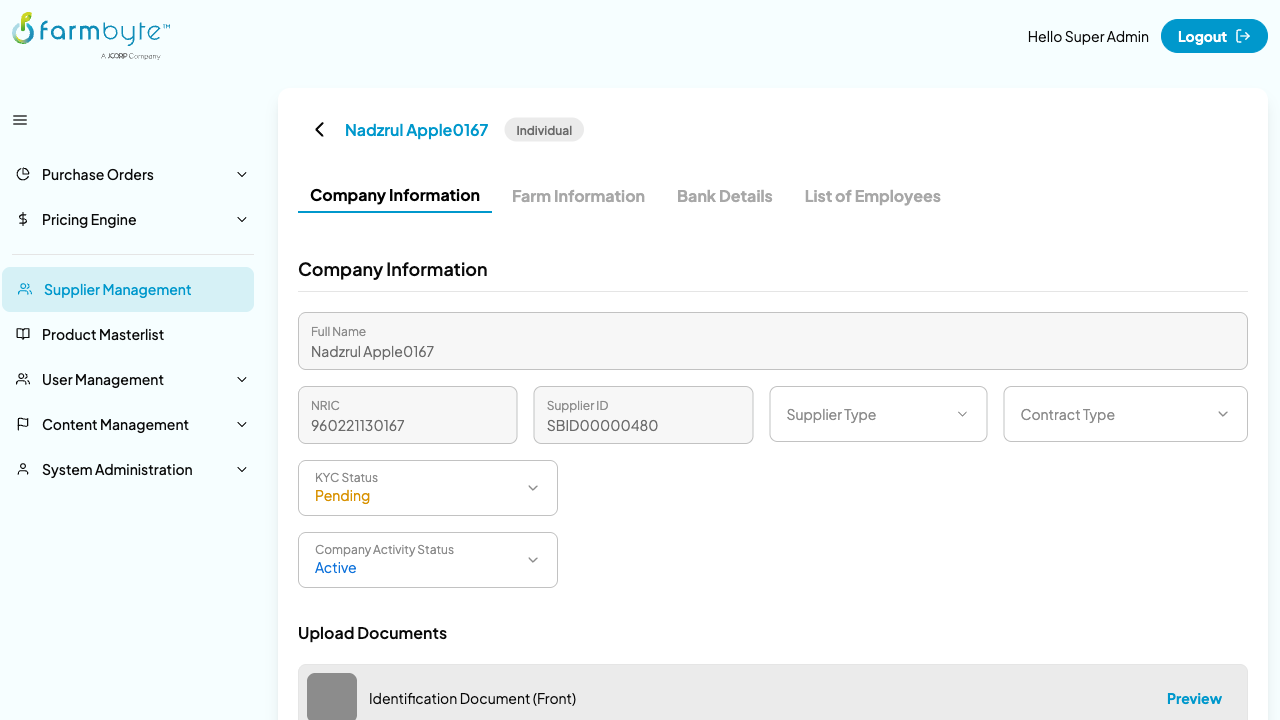 farmbyte™
A JCORP Company
Hello Super Admin
Logout
Purchase Orders
Pricing Engine
Supplier Management
Product Masterlist
User Management
Content Management
System Administration
Nadzrul Apple0167
Individual
Company Information
Farm Information
Bank Details
List of Employees
Company Information
Full Name
Nadzrul Apple0167
NRIC
960221130167
Supplier ID
SBID00000480
Supplier Type
Contract Type
KYC Status
Pending
Company Activity Status
Active
Upload Documents
Identification Document (Front)
Preview